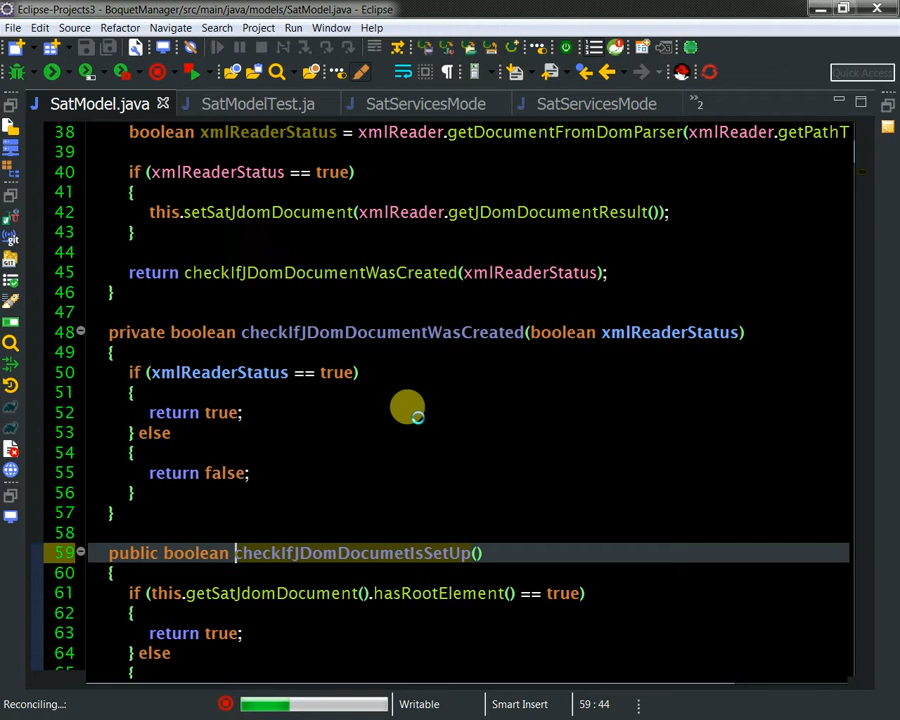 Eclipse-Projects3 - BoquetManager/src/main/java/models/SatModel.java - Eclipse
File Edit Source Refactor Navigate Search Project Run Window Help
Quick Access
SatModel.java SatModelTest.ja SatServicesMode SatServicesMode »2
38 boolean xmlReaderStatus = xmlReader.getDocumentFromDomParser(xmlReader.getPathT
39
40 if (xmlReaderStatus == true)
41 {
42 this.setSatJdomDocument(xmlReader.getJDomDocumentResult());
43 }
44
45 return checkIfJDomDocumentWasCreated(xmlReaderStatus);
46 }
47
48 private boolean checkIfJDomDocumentWasCreated(boolean xmlReaderStatus)
49 {
50 if (xmlReaderStatus == true)
51 {
52 return true;
53 } else
54 {
55 return false;
56 }
57 }
58
59 public boolean checkIfJDomDocumetIsSetUp()
60 {
61 if (this.getSatJdomDocument().hasRootElement() == true)
62 {
63 return true;
64 } else
65 {
Reconciling...: Writable Smart Insert 59 : 44